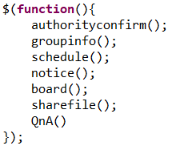 $(function(){
    authorityconfirm();
    groupinfo();
    schedule();
    notice();
    board();
    sharefile();
    QnA()
});